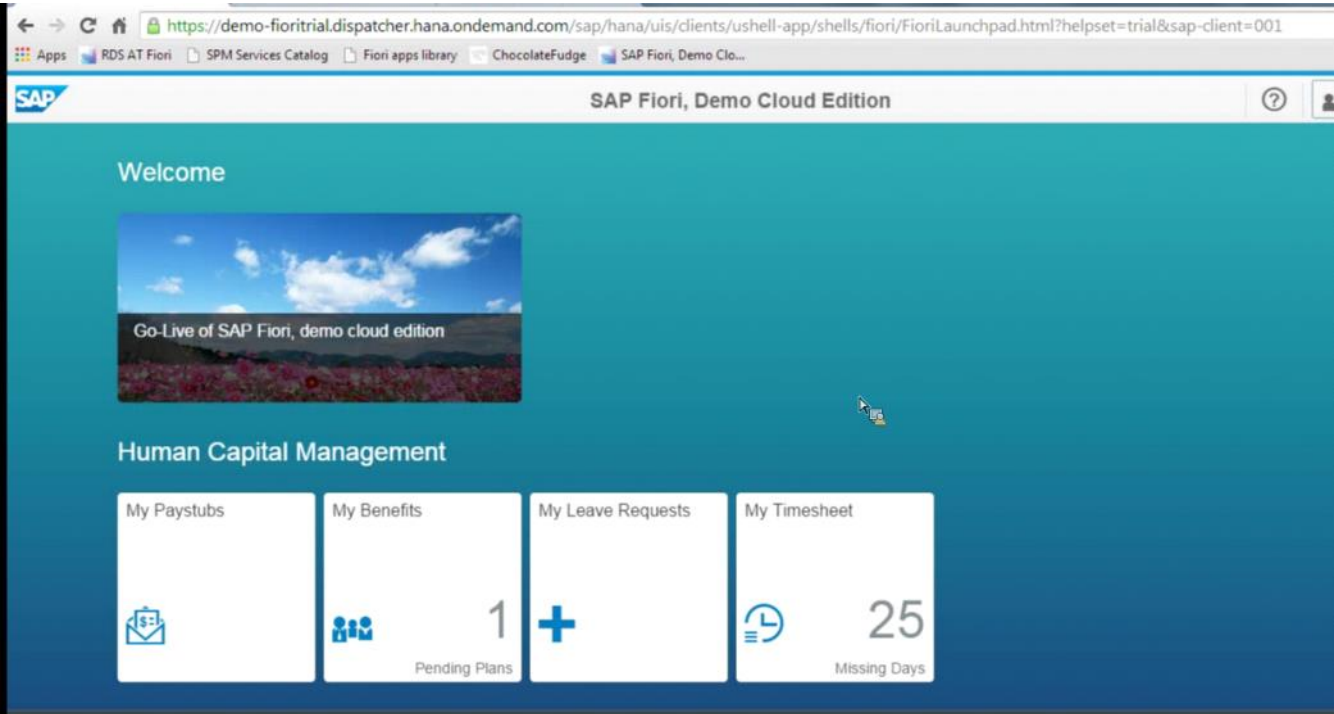 https://demo-fioritrial.dispatcher.hana.ondemand.com/sap/hana/uis/clients/ushell-app/shells/fiori/FioriLaunchpad.html?helpset=trial&sap-client=001
Apps RDS AT Fiori SPM Services Catalog Fiori apps library ChocolateFudge SAP Fiori, Demo Clo...
SAP SAP Fiori, Demo Cloud Edition ?
Welcome
Go-Live of SAP Fiori, demo cloud edition
Human Capital Management
My Paystubs My Benefits My Leave Requests My Timesheet
1 25
Pending Plans Missing Days